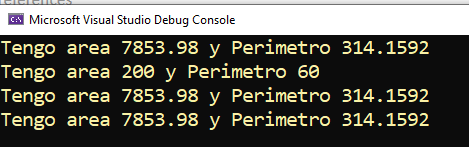 Microsoft Visual Studio Debug Console
Tengo area 7853.98 y Perimetro 314.1592
Tengo area 200 y Perimetro 60
Tengo area 7853.98 y Perimetro 314.1592
Tengo area 7853.98 y Perimetro 314.1592